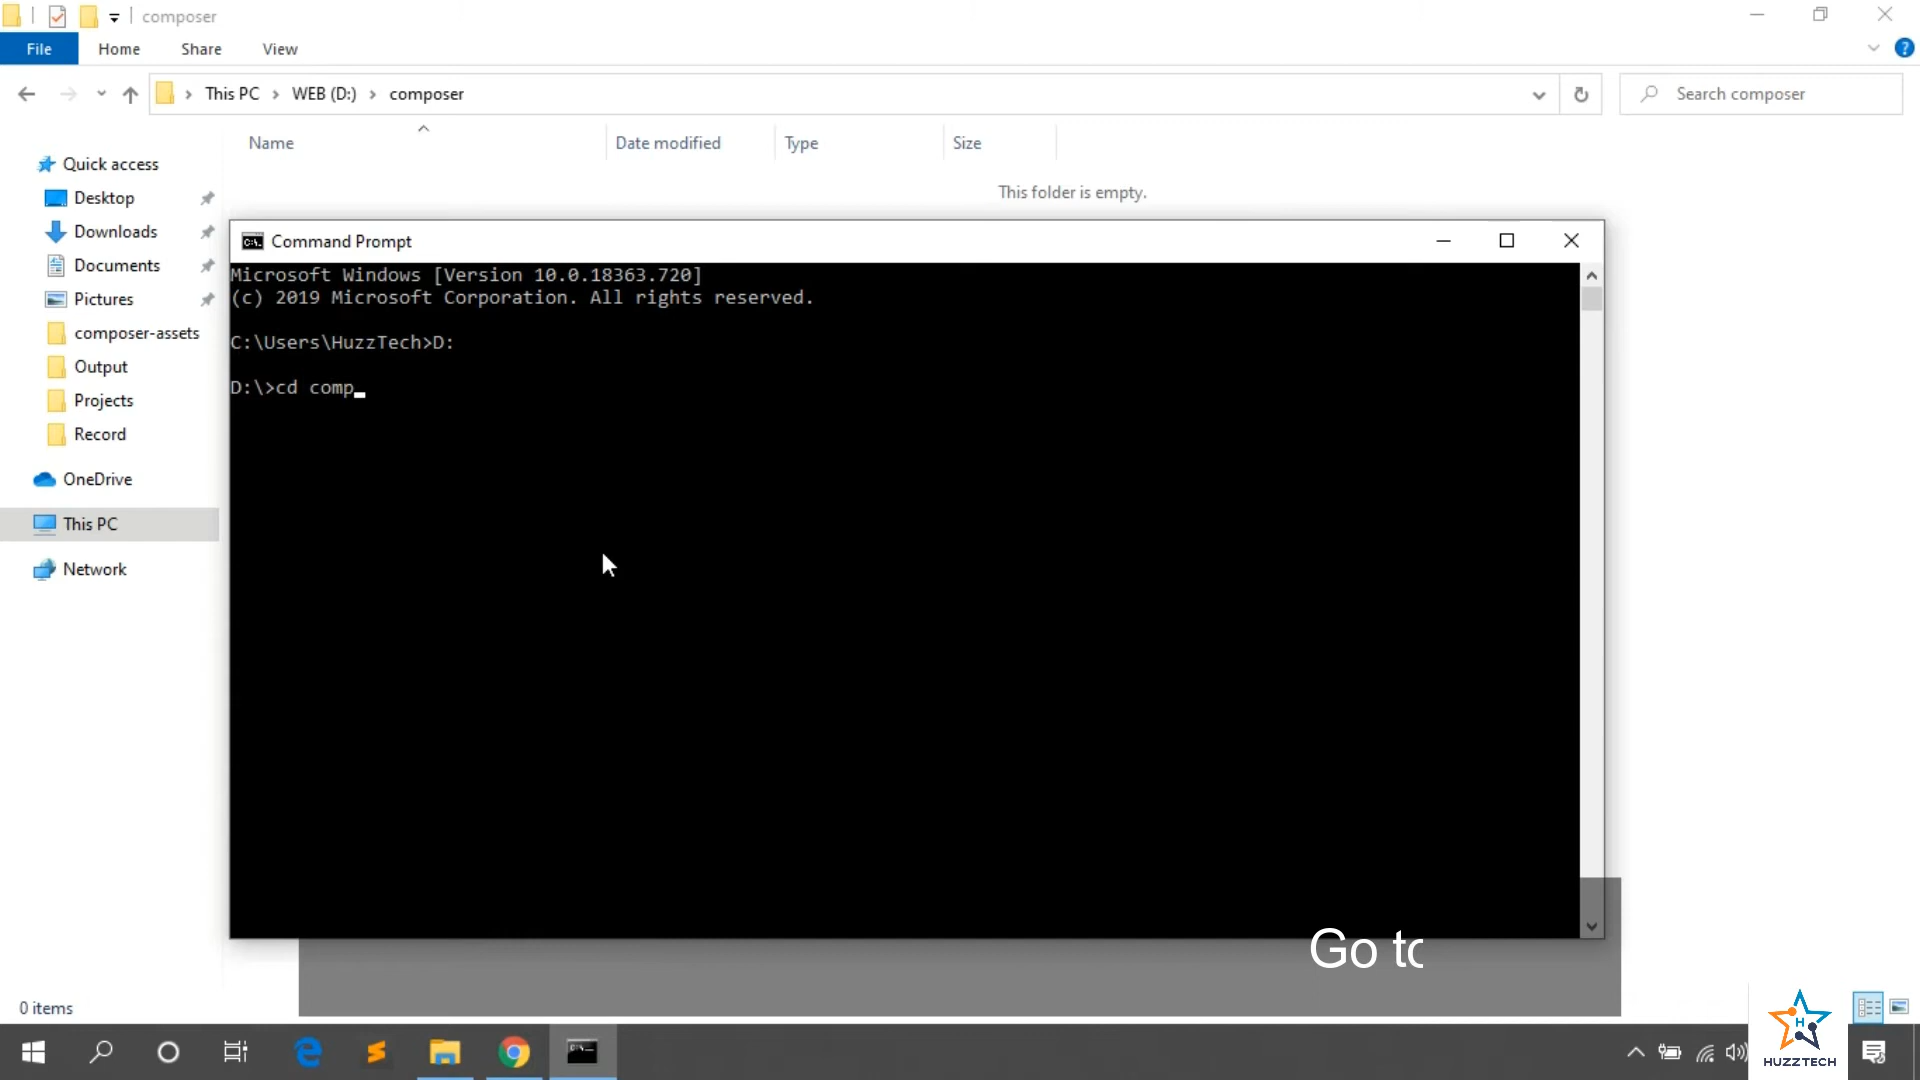 composer
File Home Share View
This PC > WEB (D:) > composer
Search composer
Name Date modified Type Size
This folder is empty.
Quick access
Desktop
Downloads
Documents
Pictures
composer-assets
Output
Projects
Record
OneDrive
This PC
Network
Command Prompt
Microsoft Windows [Version 10.0.18363.720]
(c) 2019 Microsoft Corporation. All rights reserved.
C:\Users\HuzzTech>D:
D:\>cd comp_
Go to
0 items
H
HUZZTECH